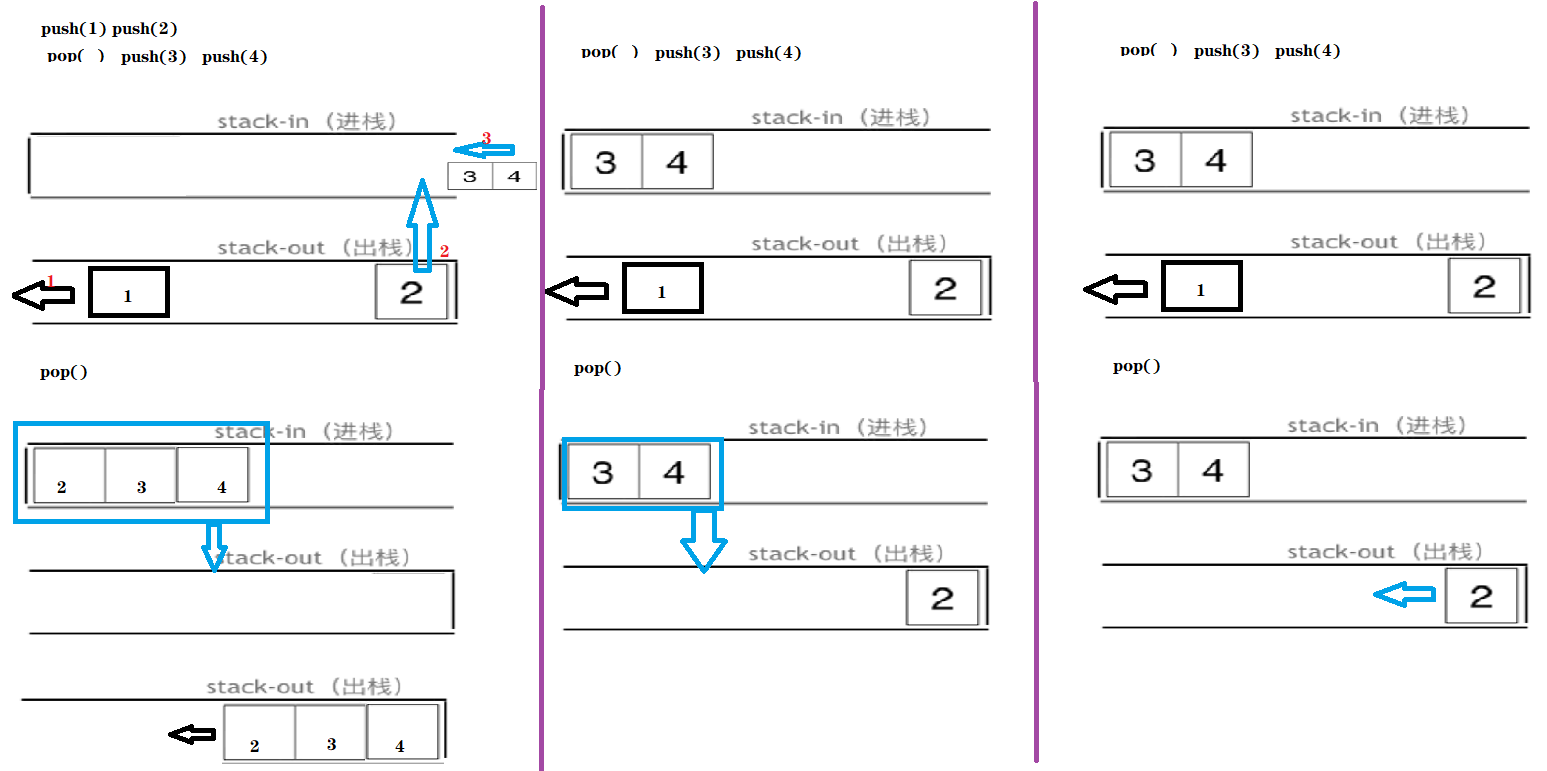 push(1) push(2)
pop( ) push(3) push(4)
stack-in（进栈）
3
3 4
stack-out（出栈）
2
1
1
2
pop()
stack-in（进栈）
2 3 4
stack-out（出栈）
stack-out（出栈）
2 3 4
pop( ) push(3) push(4)
stack-in（进栈）
3 4
stack-out（出栈）
1 2
pop()
stack-in（进栈）
3 4
stack-out（出栈）
2
pop( ) push(3) push(4)
stack-in（进栈）
3 4
stack-out（出栈）
1 2
pop()
stack-in（进栈）
3 4
stack-out（出栈）
2